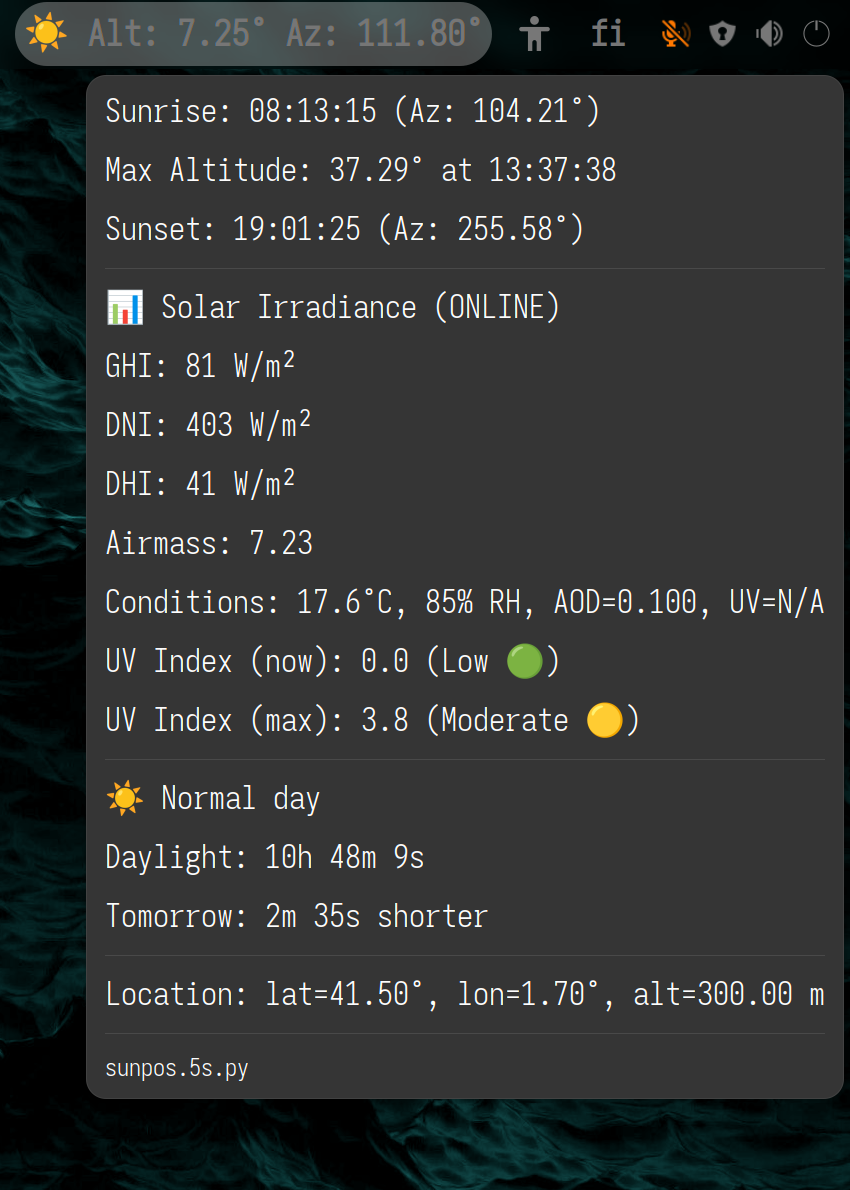 Alt: 7.25° Az: 111.80° fi
Sunrise: 08:13:15 (Az: 104.21°)
Max Altitude: 37.29° at 13:37:38
Sunset: 19:01:25 (Az: 255.58°)
Solar Irradiance (ONLINE)
GHI: 81 W/m²
DNI: 403 W/m²
DHI: 41 W/m²
Airmass: 7.23
Conditions: 17.6°C, 85% RH, AOD=0.100, UV=N/A
UV Index (now): 0.0 (Low 🟢)
UV Index (max): 3.8 (Moderate 🟡)
Normal day
Daylight: 10h 48m 9s
Tomorrow: 2m 35s shorter
Location: lat=41.50°, lon=1.70°, alt=300.00 m
sunpos.5s.py